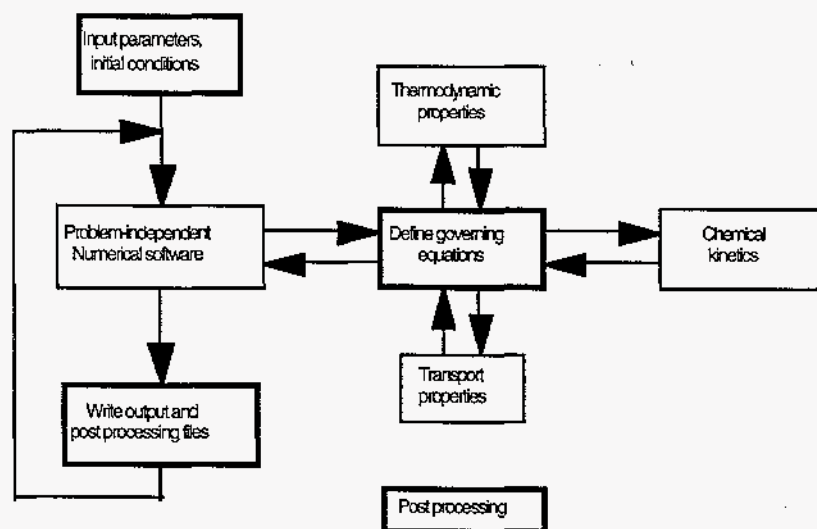 Input parameters,
initial conditions
Thermodynamic
properties
Problem-independent
Numerical software
Define governing
equations
Chemical
kinetics
Transport
properties
Write output and
post processing files
Post processing